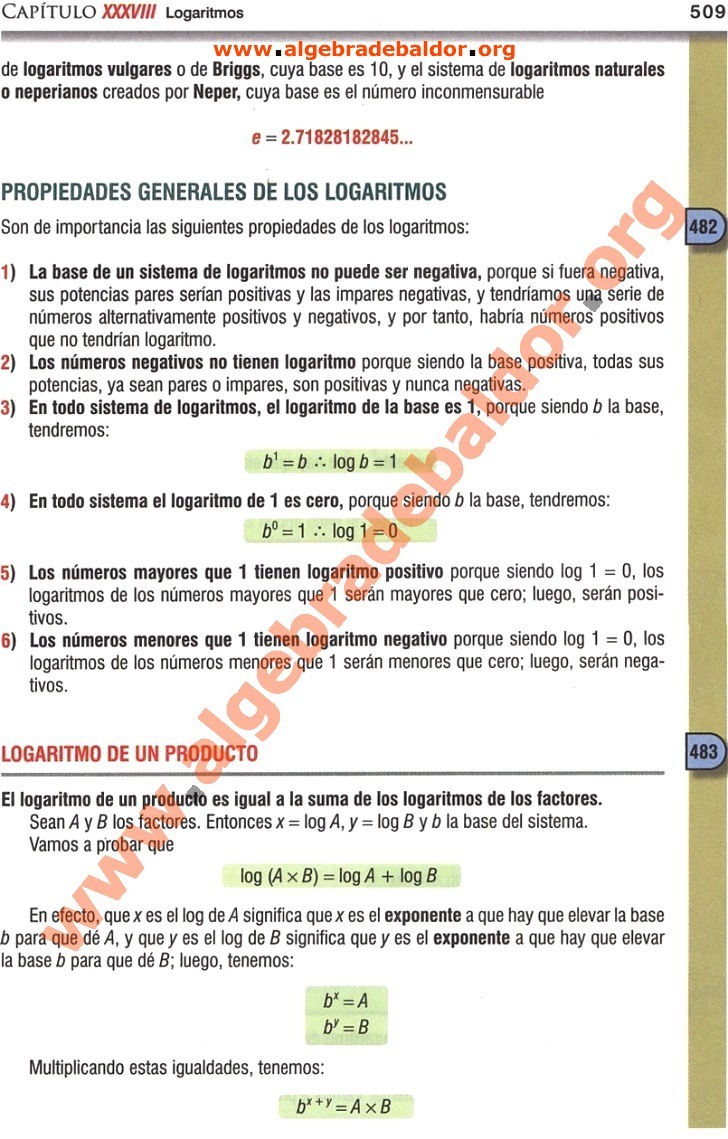 CAPÍTULO XXXVIII Logaritmos 509
www.algebradebaldor.org
de logaritmos vulgares o de Briggs, cuya base es 10, y el sistema de logaritmos naturales
o neperianos creados por Neper, cuya base es el número inconmensurable
e = 2.71828182845...
PROPIEDADES GENERALES DE LOS LOGARITMOS
Son de importancia las siguientes propiedades de los logaritmos:
482
1) La base de un sistema de logaritmos no puede ser negativa, porque si fuera negativa,
sus potencias pares serían positivas y las impares negativas, y tendríamos una serie de
números alternativamente positivos y negativos, y por tanto, habría números positivos
que no tendrían logaritmo.
2) Los números negativos no tienen logaritmo porque siendo la base positiva, todas sus
potencias, ya sean pares o impares, son positivas y nunca negativas.
3) En todo sistema de logaritmos, el logaritmo de la base es 1, porque siendo b la base,
tendremos:
b¹ = b ∴ log b = 1
4) En todo sistema el logaritmo de 1 es cero, porque siendo b la base, tendremos:
b⁰ = 1 ∴ log 1 = 0
5) Los números mayores que 1 tienen logaritmo positivo porque siendo log 1 = 0, los
logaritmos de los números mayores que 1 serán mayores que cero; luego, serán posi-
tivos.
6) Los números menores que 1 tienen logaritmo negativo porque siendo log 1 = 0, los
logaritmos de los números menores que 1 serán menores que cero; luego, serán nega-
tivos.
LOGARITMO DE UN PRODUCTO
483
El logaritmo de un producto es igual a la suma de los logaritmos de los factores.
Sean A y B los factores. Entonces x = log A, y = log B y b la base del sistema.
Vamos a probar que
log (A × B) = log A + log B
En efecto, que x es el log de A significa que x es el exponente a que hay que elevar la base
b para que dé A, y que y es el log de B significa que y es el exponente a que hay que elevar
la base b para que dé B; luego, tenemos:
bˣ = A
bʸ = B
Multiplicando estas igualdades, tenemos:
bˣ⁺ʸ = A × B
www.algebradebaldor.org